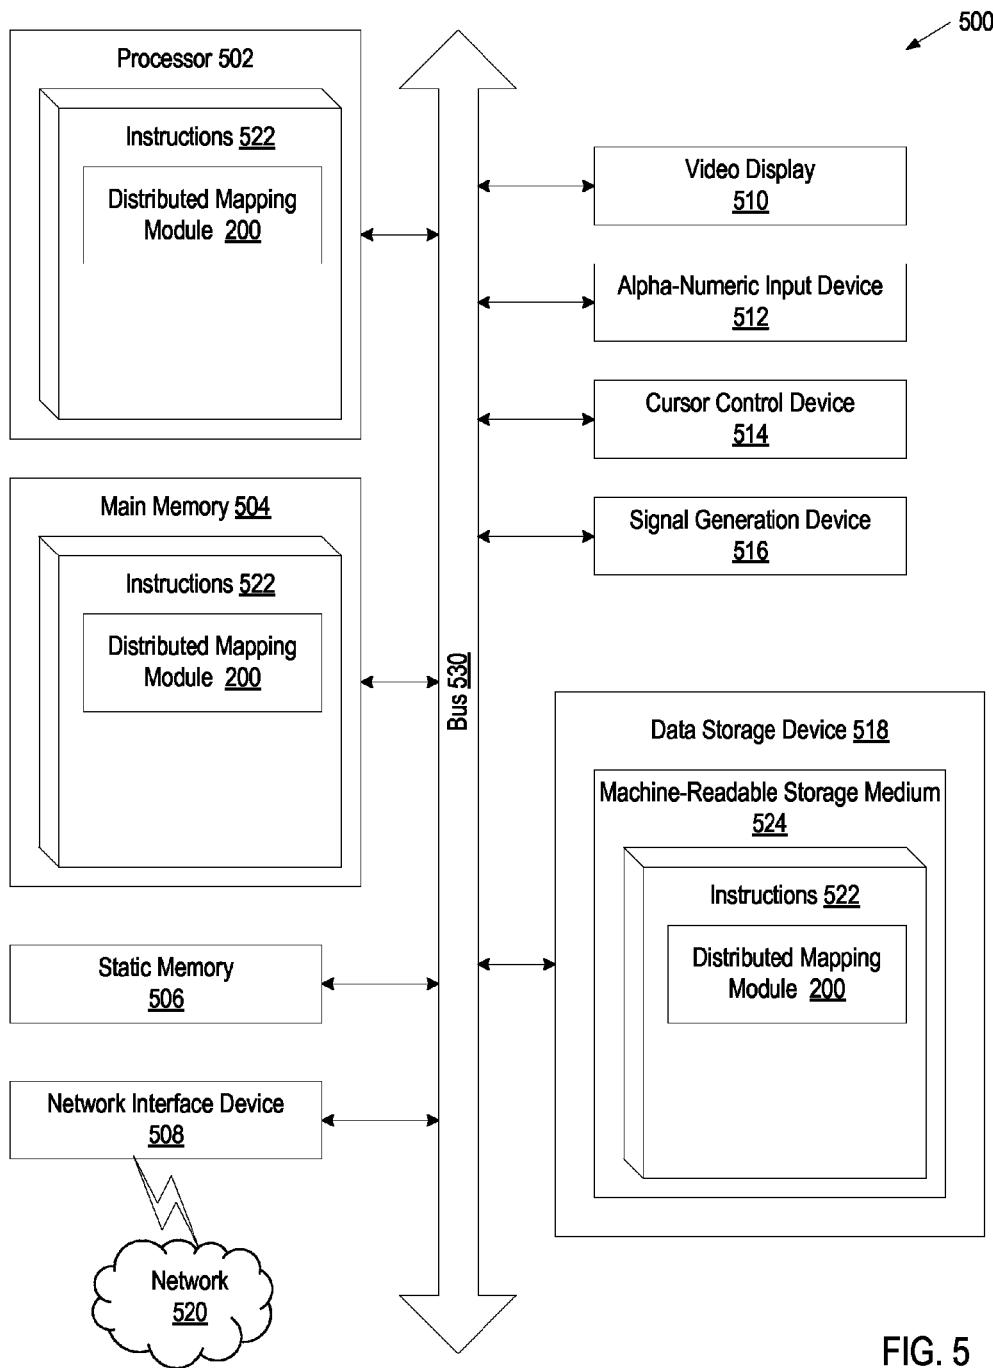 500
Processor 502
Instructions 522
Distributed Mapping
Module 200
Main Memory 504
Instructions 522
Distributed Mapping
Module 200
Static Memory
506
Network Interface Device
508
Network
520
Bus 530
Video Display
510
Alpha-Numeric Input Device
512
Cursor Control Device
514
Signal Generation Device
516
Data Storage Device 518
Machine-Readable Storage Medium
524
Instructions 522
Distributed Mapping
Module 200
FIG. 5